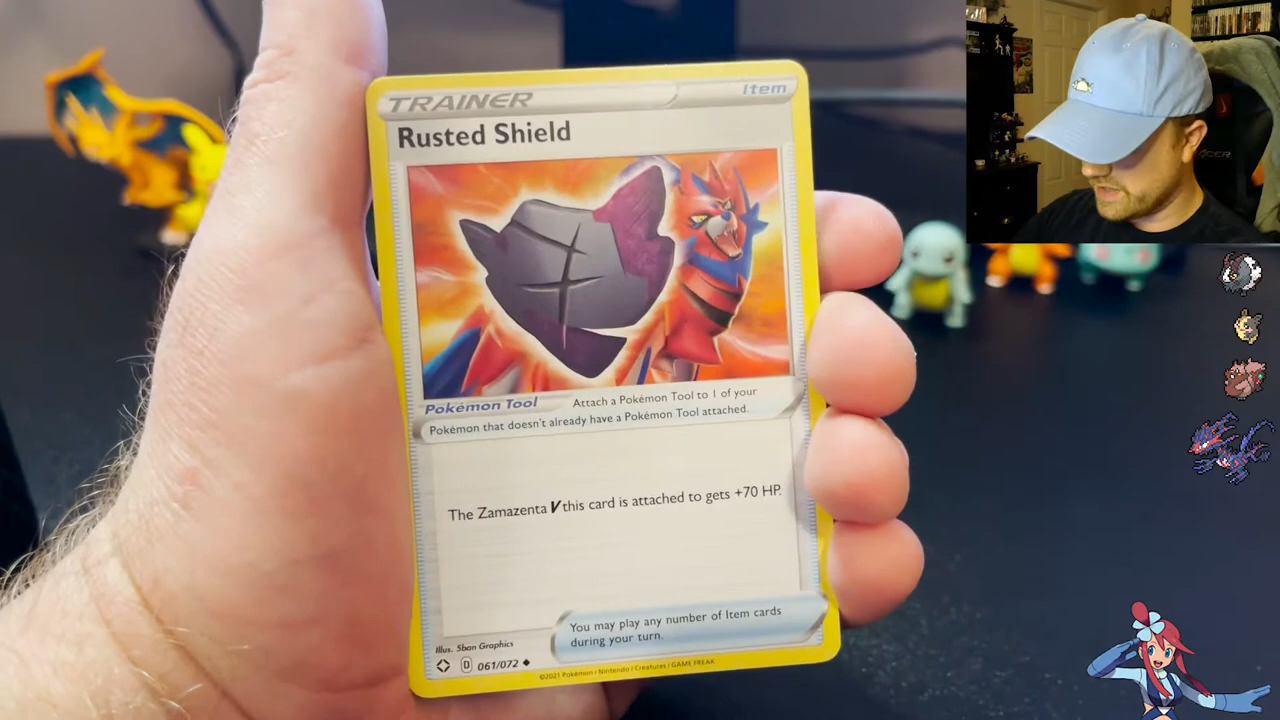 TRAINER
Item
Rusted Shield
Pokémon Tool
Attach a Pokémon Tool to 1 of your
Pokémon that doesn't already have a Pokémon Tool attached.
The Zamazenta V this card is attached to gets +70 HP.
You may play any number of Item cards
during your turn.
Illus. 5ban Graphics
D 061/072
©2021 Pokémon / Nintendo / Creatures / GAME FREAK